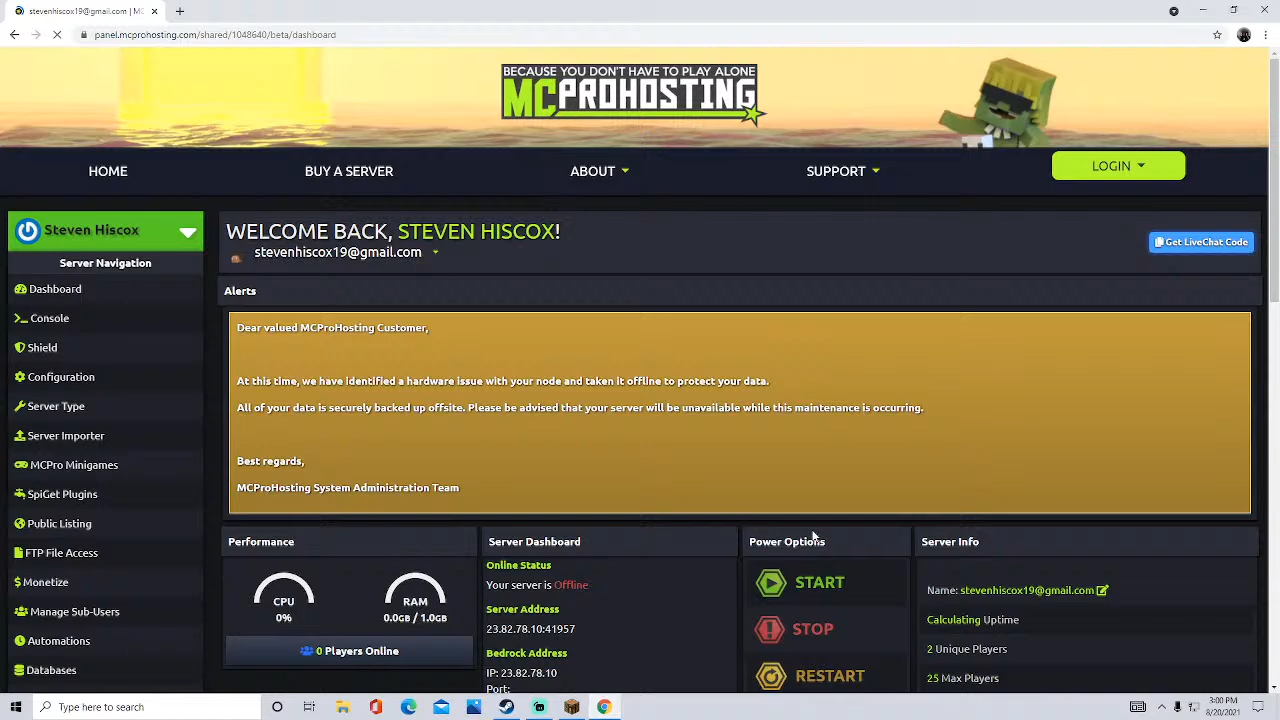 stevenhiscox19@gmail.com | MC
panel.mcprohosting.com/shared/1048640/beta/dashboard
BECAUSE YOU DON'T HAVE TO PLAY ALONE
MCPROHOSTING
HOME
BUY A SERVER
ABOUT
SUPPORT
LOGIN
Steven Hiscox
Server Navigation
Dashboard
Console
Shield
Configuration
Server Type
Server Importer
MCPro Minigames
SpiGet Plugins
Public Listing
FTP File Access
Monetize
Manage Sub-Users
Automations
Databases
WELCOME BACK, STEVEN HISCOX!
stevenhiscox19@gmail.com
Get LiveChat Code
Alerts
Dear valued MCProHosting Customer,
At this time, we have identified a hardware issue with your node and taken it offline to protect your data.
All of your data is securely backed up offsite. Please be advised that your server will be unavailable while this maintenance is occurring.
Best regards,
MCProHosting System Administration Team
Performance
CPU
0%
RAM
0.0GB / 1.0GB
0 Players Online
Server Dashboard
Online Status
Your server is Offline
Server Address
23.82.78.10:41957
Bedrock Address
IP: 23.82.78.10
Port:
Power Options
START
STOP
RESTART
Server Info
Name: stevenhiscox19@gmail.com
Calculating Uptime
2 Unique Players
25 Max Players
Type here to search
3:00 PM
8/20/2021